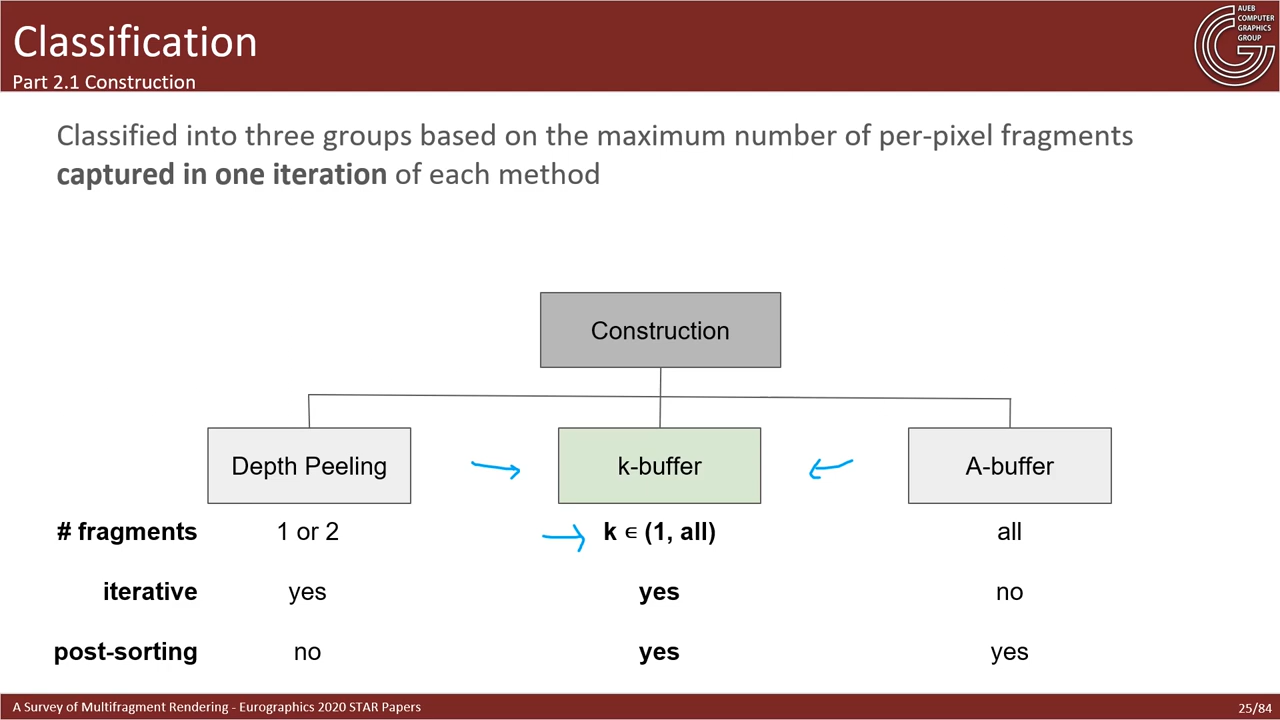 Classification
Part 2.1 Construction
AUEB
COMPUTER
GRAPHICS
GROUP
Classified into three groups based on the maximum number of per-pixel fragments
captured in one iteration of each method
Construction
Depth Peeling k-buffer A-buffer
# fragments 1 or 2 k ∈ (1, all) all
iterative yes yes no
post-sorting no yes yes
A Survey of Multifragment Rendering - Eurographics 2020 STAR Papers 25/84